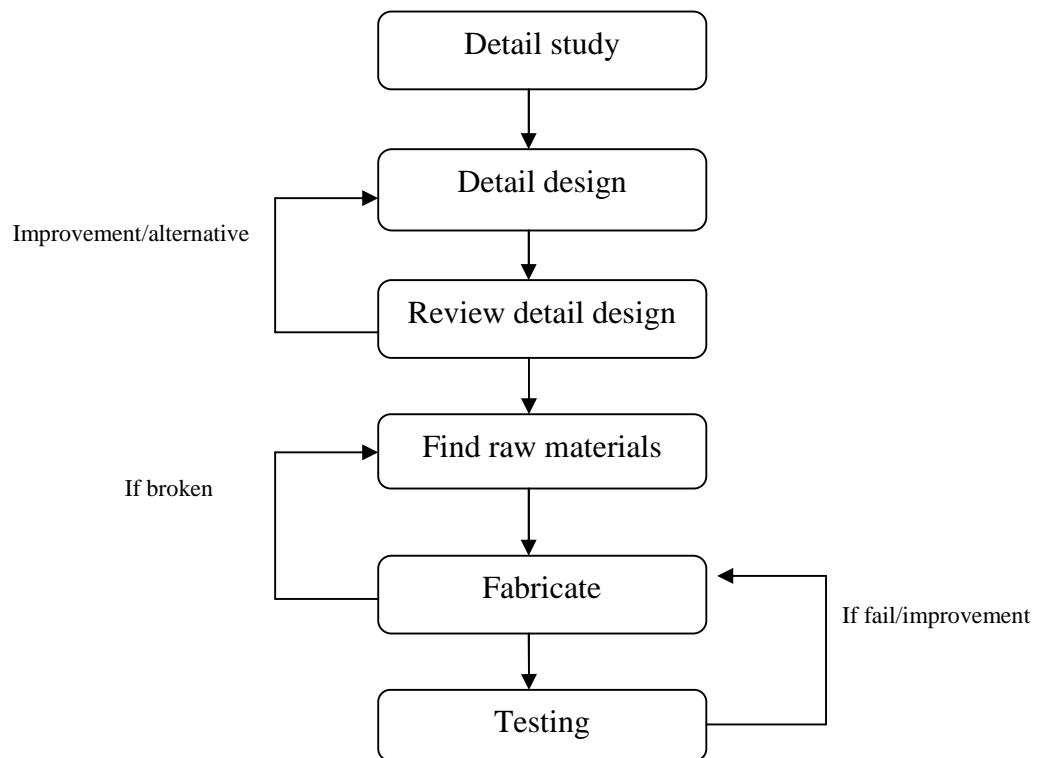 Detail study
Detail design
Improvement/alternative
Review detail design
Find raw materials
If broken
Fabricate
If fail/improvement
Testing